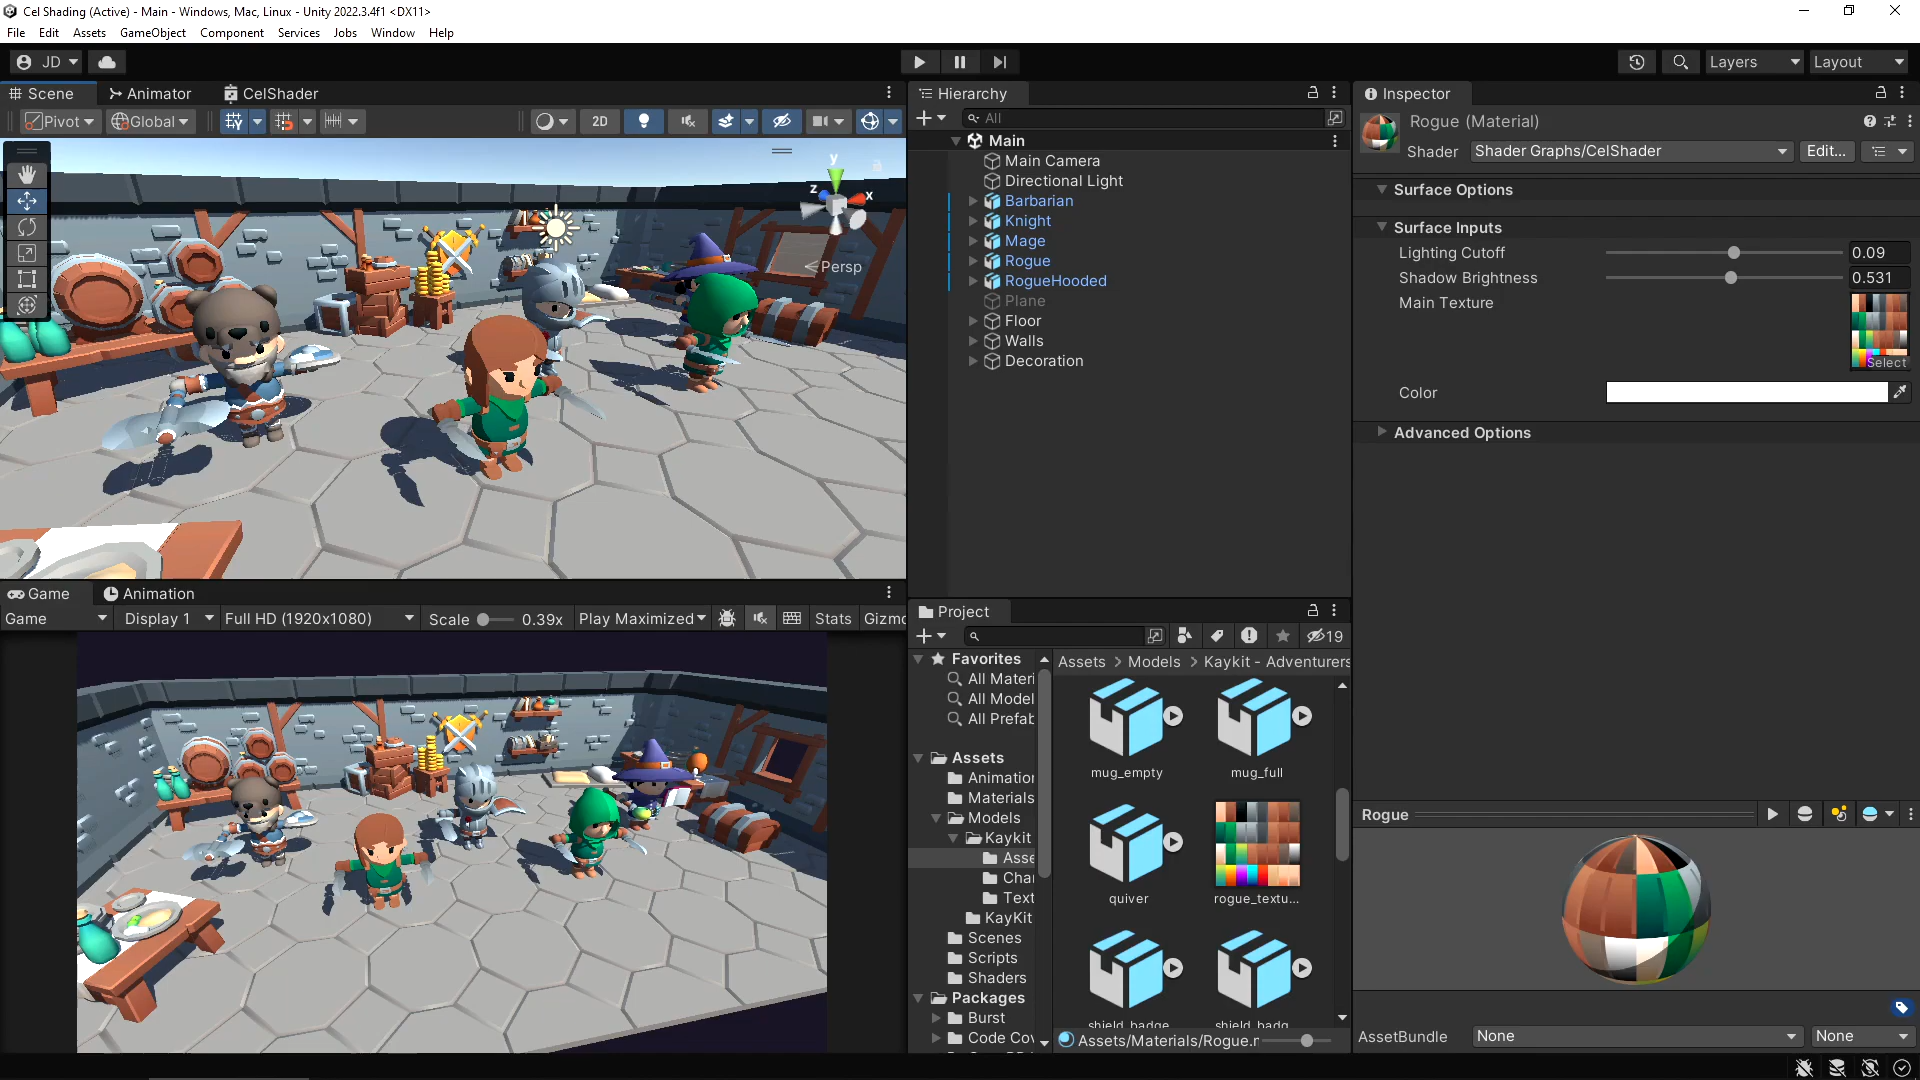 Cel Shading (Active) - Main - Windows, Mac, Linux - Unity 2022.3.4f1 <DX11>
File Edit Assets GameObject Component Services Jobs Window Help
JD Layers Layout
Scene Animator CelShader
Pivot Global 2D
y
z x
Persp
Hierarchy
All
Main
Main Camera
Directional Light
Barbarian
Knight
Mage
Rogue
RogueHooded
Plane
Floor
Walls
Decoration
Inspector
Rogue (Material)
Shader Shader Graphs/CelShader Edit...
Surface Options
Surface Inputs
Lighting Cutoff 0.09
Shadow Brightness 0.531
Main Texture
Select
Color
Advanced Options
Game Animation
Game Display 1 Full HD (1920x1080) Scale 0.39x Play Maximized Stats Gizmo
Project
19
Favorites
All Materi
All Model
All Prefab
Assets
Animation
Materials
Models
Kaykit
Asse
Char
Text
KayKit
Scenes
Scripts
Shaders
Packages
Burst
Code Cov
Assets > Models > Kaykit - Adventurers
mug_empty mug_full
quiver rogue_textu...
shield_badge shield_badg
Assets/Materials/Rogue.m
Rogue
AssetBundle None None